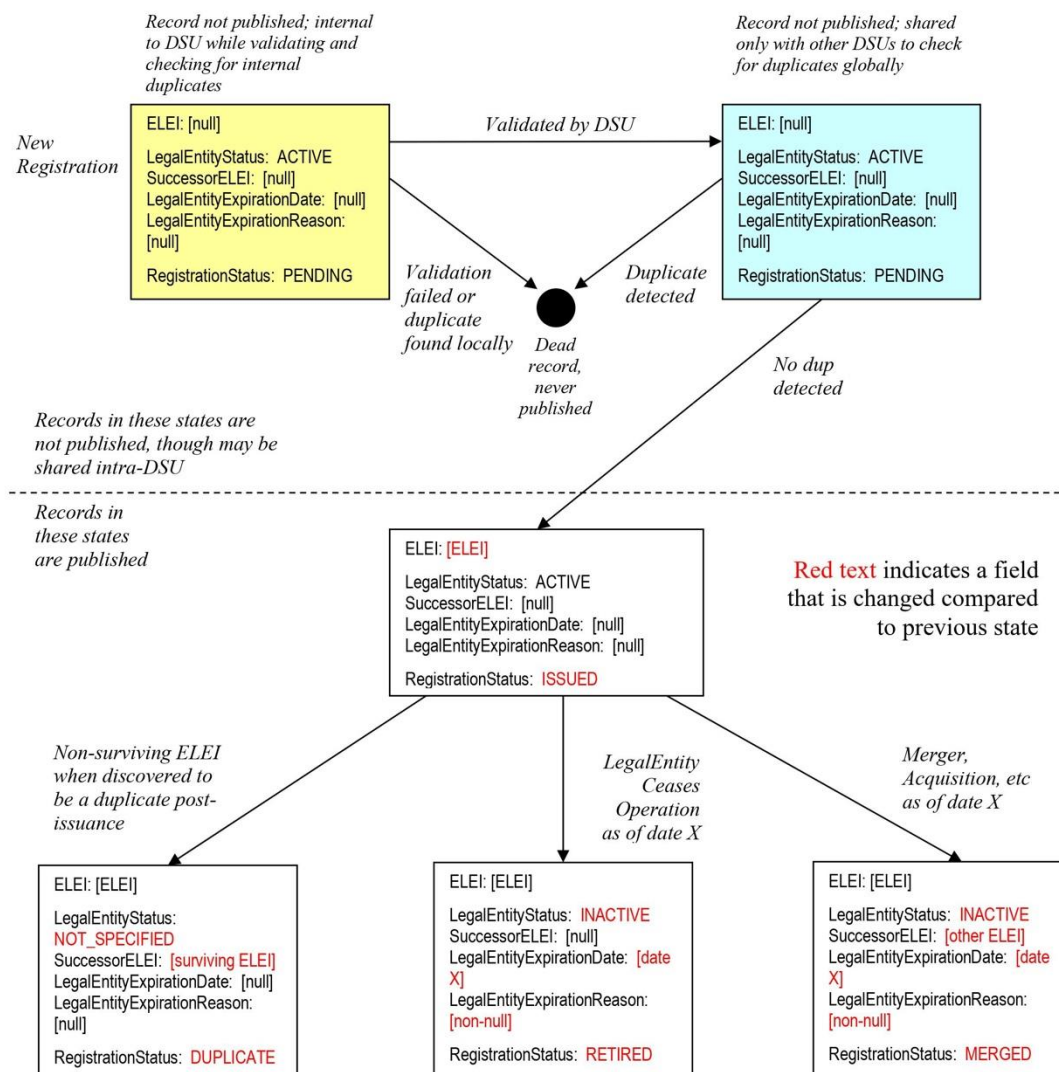 Record not published; internal
to DSU while validating and
checking for internal
duplicates
Record not published; shared
only with other DSUs to check
for duplicates globally
New
Registration
ELEI: [null]
LegalEntityStatus: ACTIVE
SuccessorELEI: [null]
LegalEntityExpirationDate: [null]
LegalEntityExpirationReason:
[null]
RegistrationStatus: PENDING
Validated by DSU
ELEI: [null]
LegalEntityStatus: ACTIVE
SuccessorELEI: [null]
LegalEntityExpirationDate: [null]
LegalEntityExpirationReason:
[null]
RegistrationStatus: PENDING
Validation
failed or
duplicate
found locally
Duplicate
detected
Dead
record,
never
published
No dup
detected
Records in these states are
not published, though may be
shared intra-DSU
Records in
these states
are published
ELEI: [ELEI]
LegalEntityStatus: ACTIVE
SuccessorELEI: [null]
LegalEntityExpirationDate: [null]
LegalEntityExpirationReason: [null]
RegistrationStatus: ISSUED
Red text indicates a field
that is changed compared
to previous state
Non-surviving ELEI
when discovered to
be a duplicate post-
issuance
LegalEntity
Ceases
Operation
as of date X
Merger,
Acquisition, etc
as of date X
ELEI: [ELEI]
LegalEntityStatus:
NOT_SPECIFIED
SuccessorELEI: [surviving ELEI]
LegalEntityExpirationDate: [null]
LegalEntityExpirationReason:
[null]
RegistrationStatus: DUPLICATE
ELEI: [ELEI]
LegalEntityStatus: INACTIVE
SuccessorELEI: [null]
LegalEntityExpirationDate: [date
X]
LegalEntityExpirationReason:
[non-null]
RegistrationStatus: RETIRED
ELEI: [ELEI]
LegalEntityStatus: INACTIVE
SuccessorELEI: [other ELEI]
LegalEntityExpirationDate: [date
X]
LegalEntityExpirationReason:
[non-null]
RegistrationStatus: MERGED